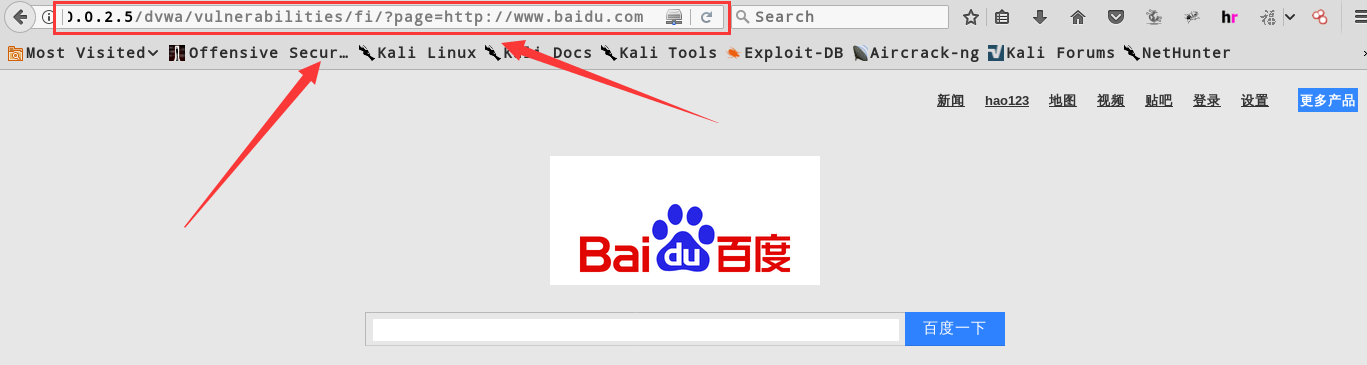 0.0.2.5/dvwa/vulnerabilities/fi/?page=http://www.baidu.com Search hr
Most Visited Offensive Secur… Kali Linux Kali Docs Kali Tools Exploit-DB Aircrack-ng Kali Forums NetHunter
新闻 hao123 地图 视频 贴吧 登录 设置 更多产品
Bai du 百度
百度一下